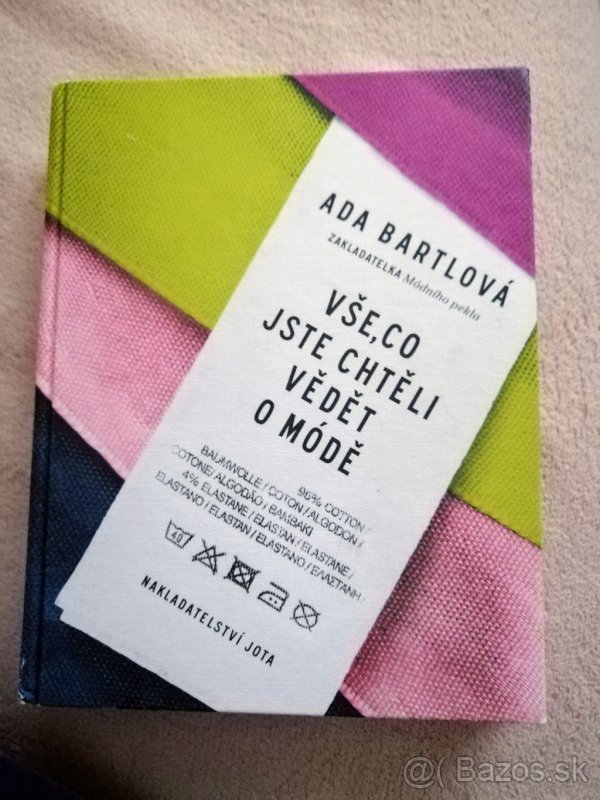 ADA BARTLOVÁ
ZAKLADATELKA Módního pekla
VŠE, CO
JSTE CHTĚLI
VĚDĚT
O MÓDĚ
96% COTTON /
BAUMWOLLE / COTON / ALGODON /
COTONE / ALGODÃO / BAMBAKI
4% ELASTANE / ELASTAN / ELASTANE /
ELASTANO / ELASTAN / ELASTANO / ΕΛΑΣΤΑΝΗ /
40
NAKLADATELSTVÍ JOTA
@( Bazos.sk